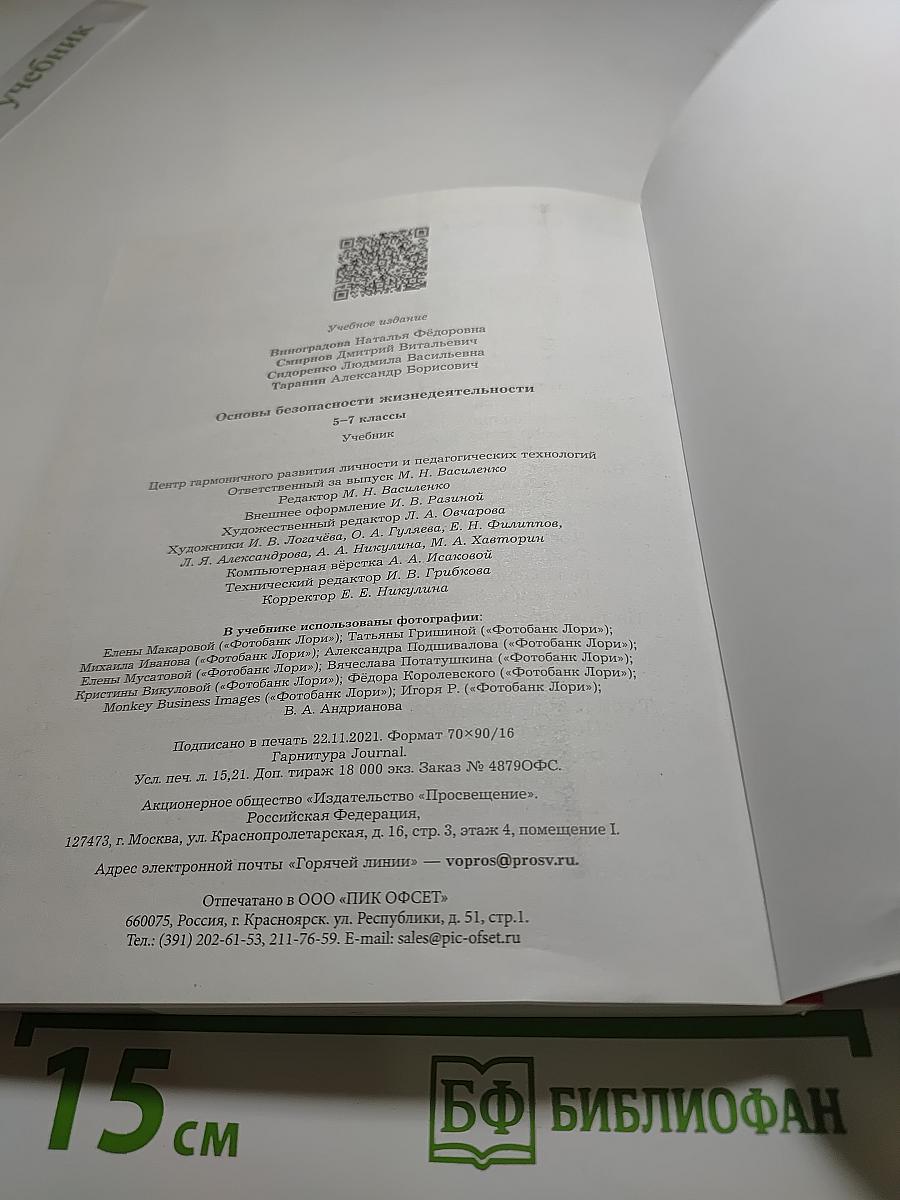 учебник
Учебное издание
Виноградова Наталья Фёдоровна
Смирнов Дмитрий Витальевич
Сидоренко Людмила Васильевна
Таранин Александр Борисович
Основы безопасности жизнедеятельности
5–7 классы
Учебник
Центр гармоничного развития личности и педагогических технологий
Ответственный за выпуск М. Н. Василенко
Редактор М. Н. Василенко
Внешнее оформление И. В. Разиной
Художественный редактор Л. А. Овчарова
Художники И. В. Логачёва, О. А. Гуляева, Е. Н. Филиппов,
Л. Я. Александрова, А. А. Никулина, М. А. Хавторин
Компьютерная вёрстка А. А. Исаковой
Технический редактор И. В. Грибкова
Корректор Е. Е. Никулина
В учебнике использованы фотографии:
Елены Макаровой («Фотобанк Лори»); Татьяны Гришиной («Фотобанк Лори»);
Михаила Иванова («Фотобанк Лори»); Александра Подшивалова («Фотобанк Лори»);
Елены Мусатовой («Фотобанк Лори»); Вячеслава Потатушкина («Фотобанк Лори»);
Кристины Викуловой («Фотобанк Лори»); Фёдора Королевского («Фотобанк Лори»);
Monkey Business Images («Фотобанк Лори»); Игоря Р. («Фотобанк Лори»);
В. А. Андрианова
Подписано в печать 22.11.2021. Формат 70×90/16
Гарнитура Journal.
Усл. печ. л. 15,21. Доп. тираж 18 000 экз. Заказ № 4879ОФС.
Акционерное общество «Издательство «Просвещение».
Российская Федерация,
127473, г. Москва, ул. Краснопролетарская, д. 16, стр. 3, этаж 4, помещение I.
Адрес электронной почты «Горячей линии» — vopros@prosv.ru.
Отпечатано в ООО «ПИК ОФСЕТ»
660075, Россия, г. Красноярск. ул. Республики, д. 51, стр.1.
Тел.: (391) 202-61-53, 211-76-59. E-mail: sales@pic-ofset.ru
15 см
БФ БИБЛИОФАН